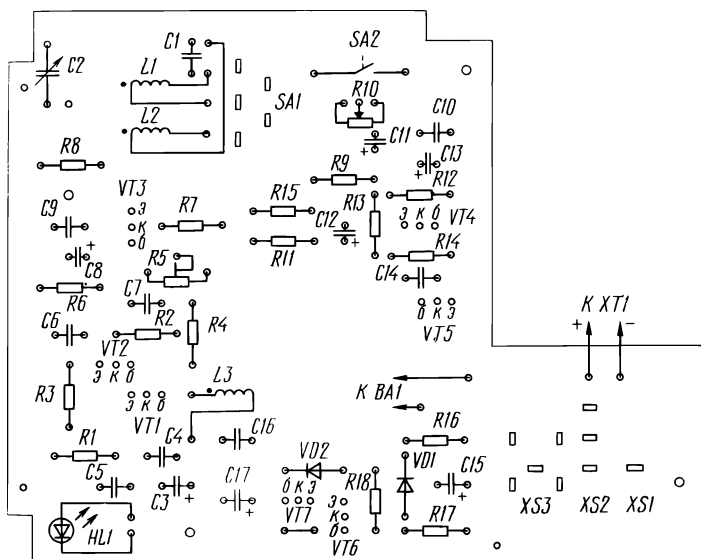 C1
SA2
C2
L1
R10
SA1
C10
L2
C11
+
C13
+
R8
R9
R12
VT3
R15
R13
C9
э
R7
э к б
VT4
к
C12
+
б
R11
R14
C8
R5
C14
R6
C7
б к э
К XT1
C6
R2
R4
VT5
+
−
VT2
э к б
L3
К BA1
R3
э к б
VT1
R16
R1
C4
C16
VD2
VD1
C15
C5
C3
C17
б к э
R18
XS3
XS2
XS1
+
+
VT7
э
+
к
R17
HL1
б
VT6